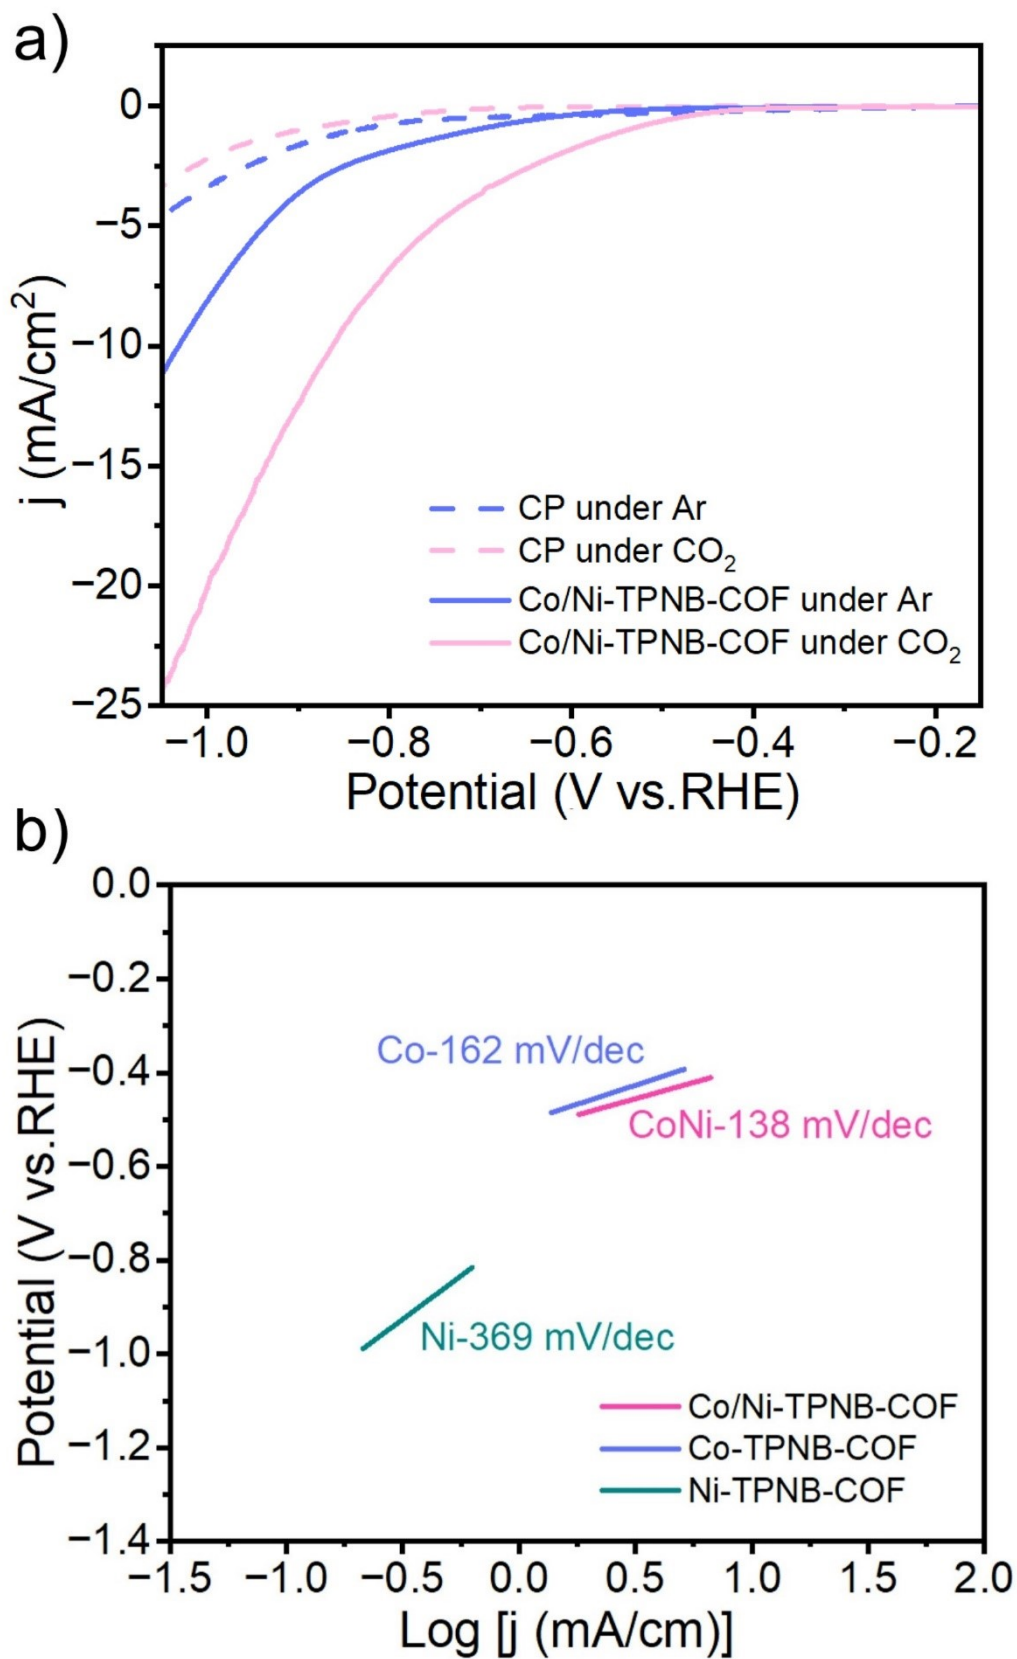 a)
0
−5
−10
−15
−20
−25
j (mA/cm²)
CP under Ar
CP under CO₂
Co/Ni-TPNB-COF under Ar
Co/Ni-TPNB-COF under CO₂
−1.0 −0.8 −0.6 −0.4 −0.2
Potential (V vs.RHE)
b)
0.0
−0.2
−0.4
−0.6
−0.8
−1.0
−1.2
−1.4
Potential (V vs.RHE)
Co-162 mV/dec
CoNi-138 mV/dec
Ni-369 mV/dec
Co/Ni-TPNB-COF
Co-TPNB-COF
Ni-TPNB-COF
−1.5 −1.0 −0.5 0.0 0.5 1.0 1.5 2.0
Log [j (mA/cm)]